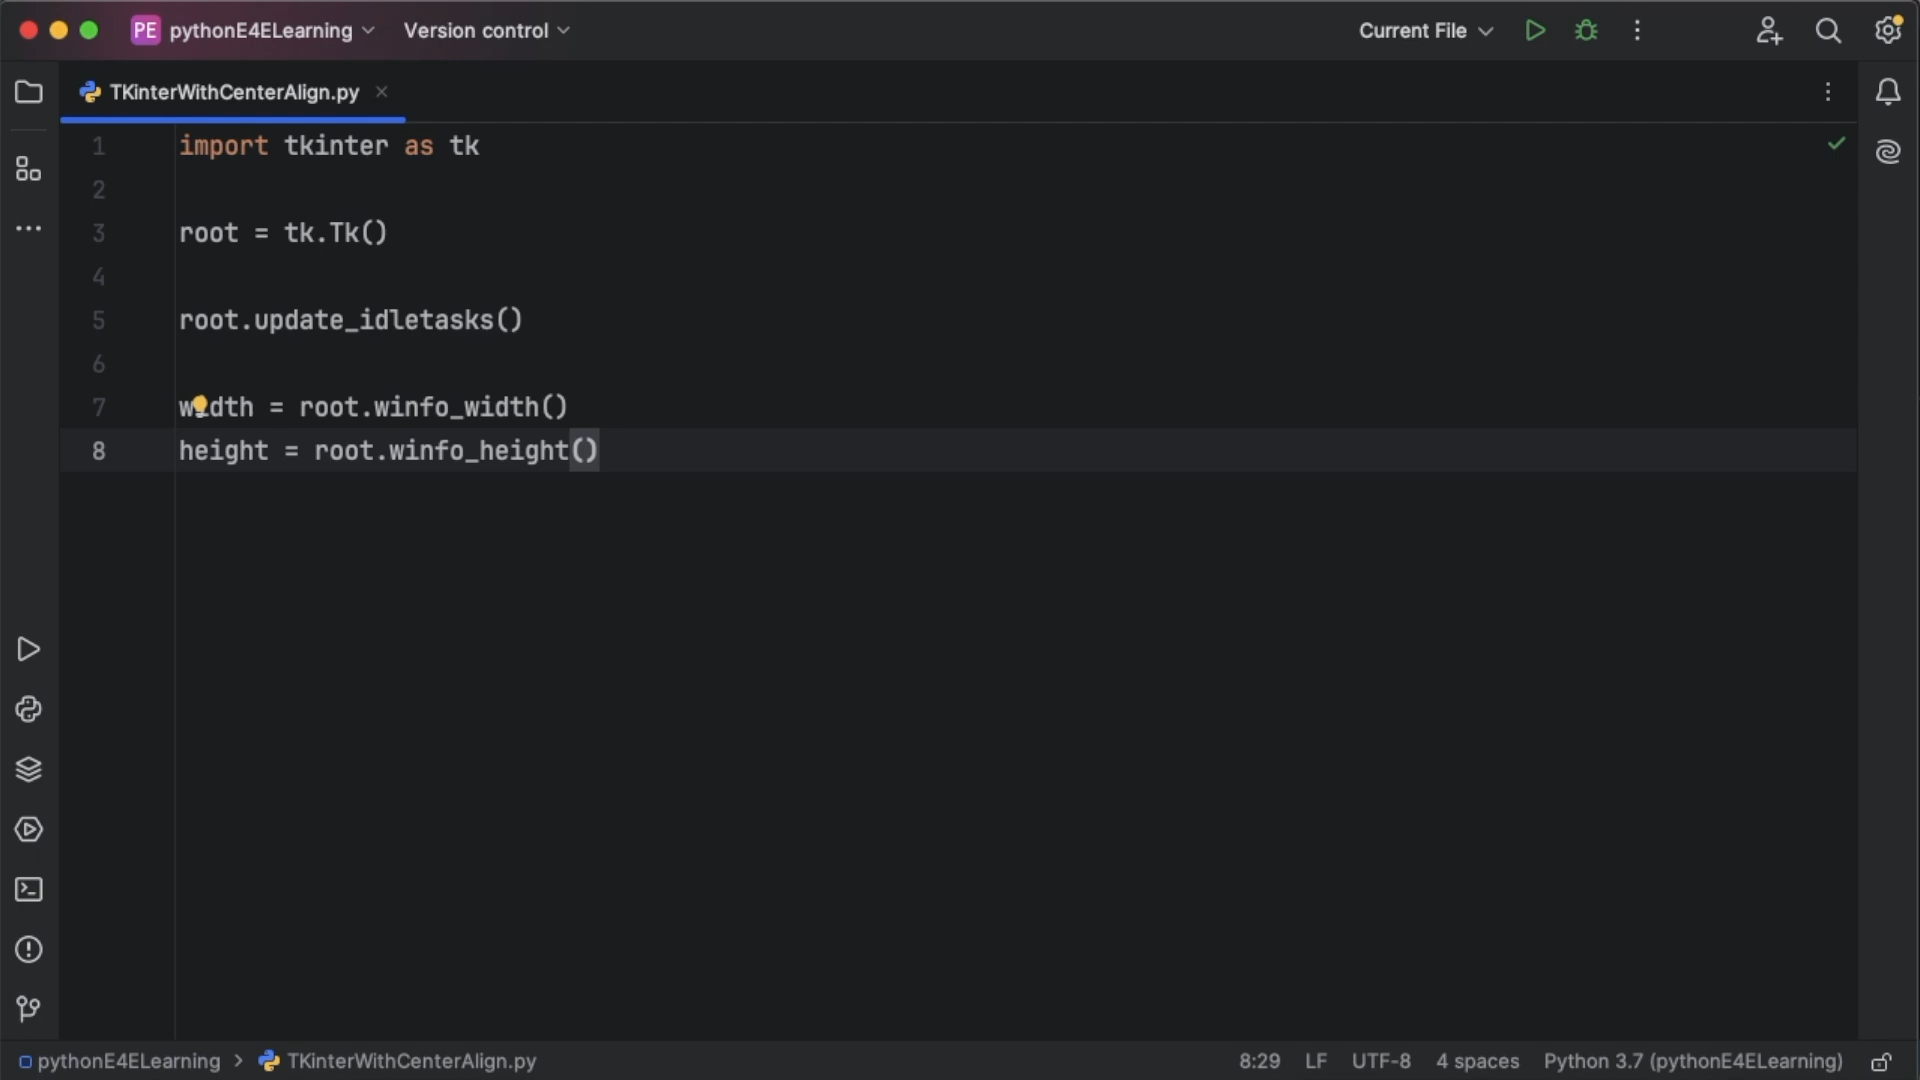 PE pythonE4ELearning Version control Current File
TKinterWithCenterAlign.py
1 import tkinter as tk
2
3 root = tk.Tk()
4
5 root.update_idletasks()
6
7 width = root.winfo_width()
8 height = root.winfo_height()
pythonE4ELearning > TKinterWithCenterAlign.py 8:29 LF UTF-8 4 spaces Python 3.7 (pythonE4ELearning)